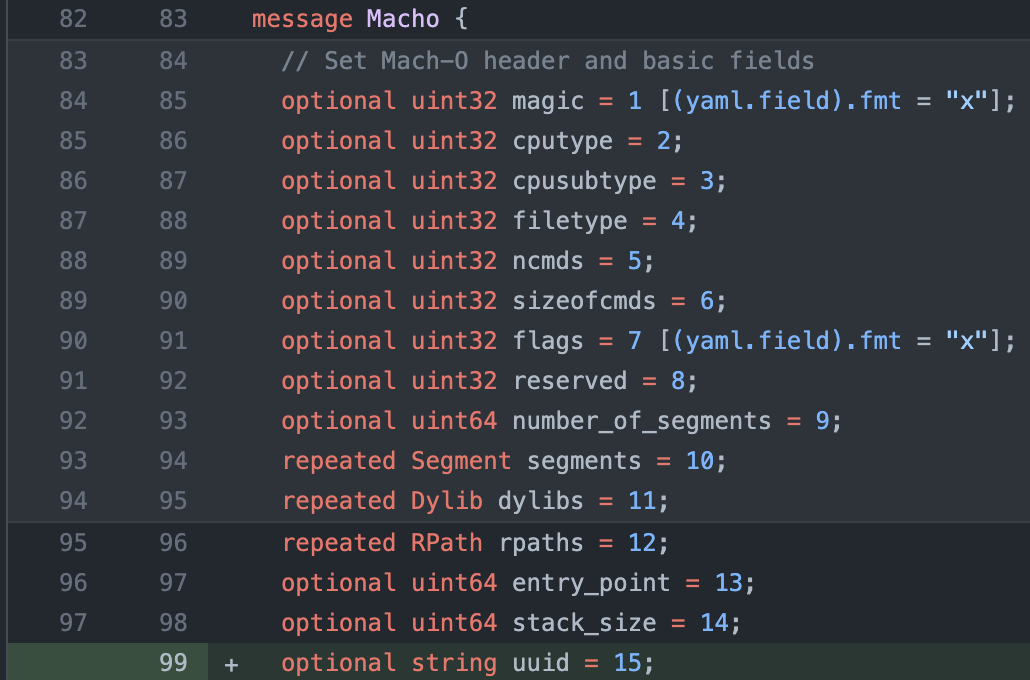 82 83 message Macho {
83 84 // Set Mach-O header and basic fields
84 85 optional uint32 magic = 1 [(yaml.field).fmt = "x"];
85 86 optional uint32 cputype = 2;
86 87 optional uint32 cpusubtype = 3;
87 88 optional uint32 filetype = 4;
88 89 optional uint32 ncmds = 5;
89 90 optional uint32 sizeofcmds = 6;
90 91 optional uint32 flags = 7 [(yaml.field).fmt = "x"];
91 92 optional uint32 reserved = 8;
92 93 optional uint64 number_of_segments = 9;
93 94 repeated Segment segments = 10;
94 95 repeated Dylib dylibs = 11;
95 96 repeated RPath rpaths = 12;
96 97 optional uint64 entry_point = 13;
97 98 optional uint64 stack_size = 14;
99 + optional string uuid = 15;